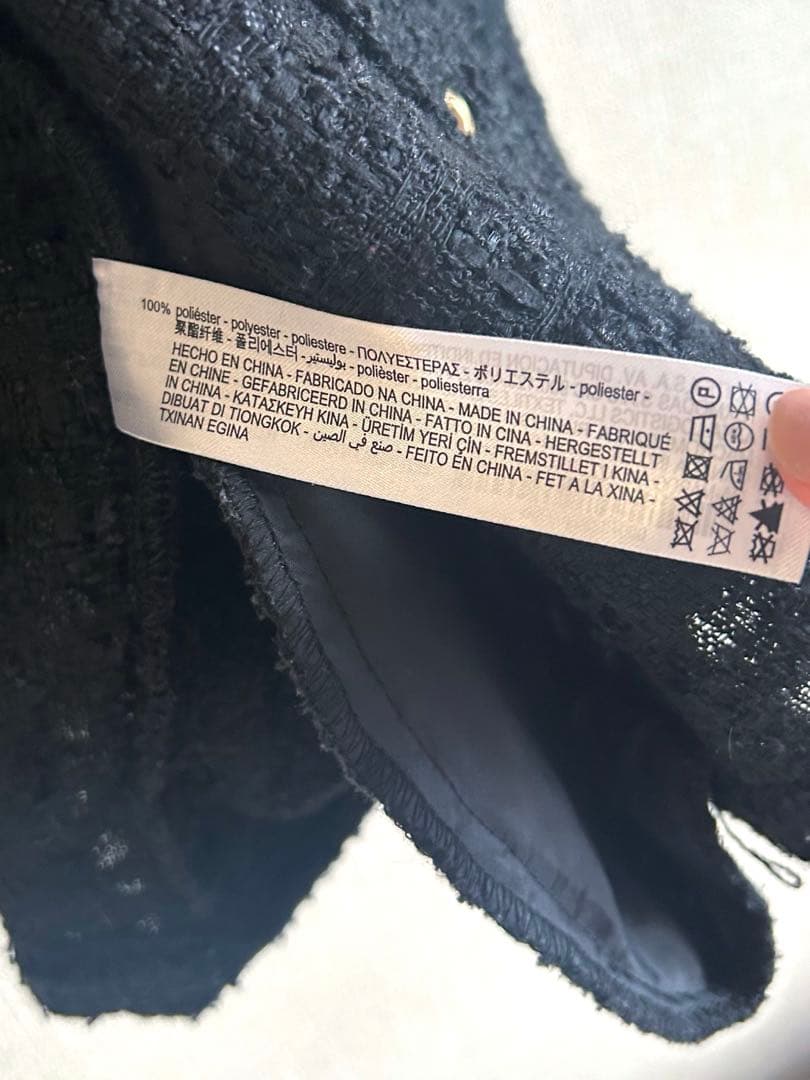 100% poliéster - polyester - poliestere - ΠΟΛΥΕΣΤΕΡΑΣ - ポリエステル - poliester -
聚酯纤维 - 폴리에스터 - بوليستير - polièster - poliesterra
HECHO EN CHINA - FABRICADO NA CHINA - MADE IN CHINA - FABRIQUÉ
EN CHINE - GEFABRICEERD IN CHINA - FATTO IN CINA - HERGESTELLT
IN CHINA - ΚΑΤΑΣΚΕΥΗ ΚΙΝΑ - ÜRETİM YERİ ÇİN - FREMSTILLET I KINA -
DIBUAT DI TIONGKOK - صنع في الصين - FEITO EN CHINA - FET A LA XINA -
TXINAN EGINA
P